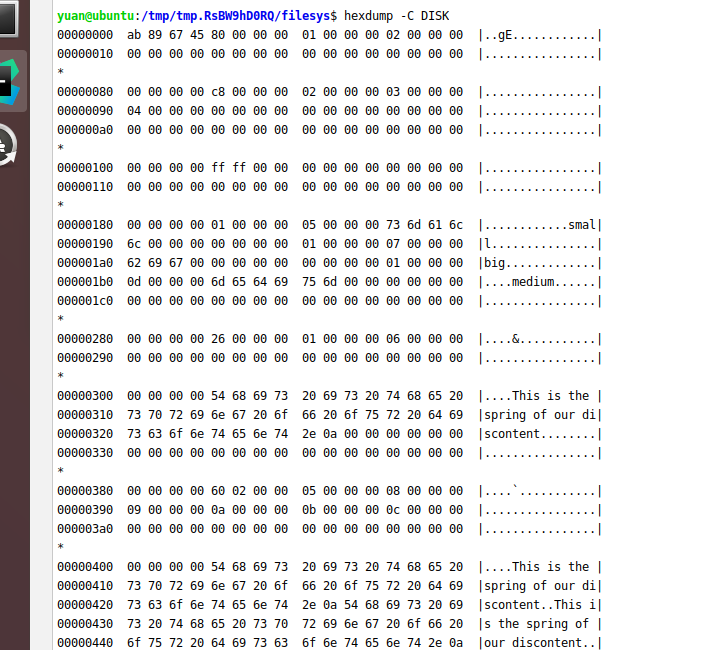 yuan@ubuntu:/tmp/tmp.RsBW9hD0RQ/filesys$ hexdump -C DISK
00000000  ab 89 67 45 80 00 00 00  01 00 00 00 02 00 00 00  |..gE............|
00000010  00 00 00 00 00 00 00 00  00 00 00 00 00 00 00 00  |................|
*
00000080  00 00 00 00 c8 00 00 00  02 00 00 00 03 00 00 00  |................|
00000090  04 00 00 00 00 00 00 00  00 00 00 00 00 00 00 00  |................|
000000a0  00 00 00 00 00 00 00 00  00 00 00 00 00 00 00 00  |................|
*
00000100  00 00 00 00 ff ff 00 00  00 00 00 00 00 00 00 00  |................|
00000110  00 00 00 00 00 00 00 00  00 00 00 00 00 00 00 00  |................|
*
00000180  00 00 00 00 01 00 00 00  05 00 00 00 73 6d 61 6c  |............smal|
00000190  6c 00 00 00 00 00 00 00  01 00 00 00 07 00 00 00  |l...............|
000001a0  62 69 67 00 00 00 00 00  00 00 00 00 01 00 00 00  |big.............|
000001b0  0d 00 00 00 6d 65 64 69  75 6d 00 00 00 00 00 00  |....medium......|
000001c0  00 00 00 00 00 00 00 00  00 00 00 00 00 00 00 00  |................|
*
00000280  00 00 00 00 26 00 00 00  01 00 00 00 06 00 00 00  |....&...........|
00000290  00 00 00 00 00 00 00 00  00 00 00 00 00 00 00 00  |................|
*
00000300  00 00 00 00 54 68 69 73  20 69 73 20 74 68 65 20  |....This is the |
00000310  73 70 72 69 6e 67 20 6f  66 20 6f 75 72 20 64 69  |spring of our di|
00000320  73 63 6f 6e 74 65 6e 74  2e 0a 00 00 00 00 00 00  |scontent........|
00000330  00 00 00 00 00 00 00 00  00 00 00 00 00 00 00 00  |................|
*
00000380  00 00 00 00 60 02 00 00  05 00 00 00 08 00 00 00  |....`...........|
00000390  09 00 00 00 0a 00 00 00  0b 00 00 00 0c 00 00 00  |................|
000003a0  00 00 00 00 00 00 00 00  00 00 00 00 00 00 00 00  |................|
*
00000400  00 00 00 00 54 68 69 73  20 69 73 20 74 68 65 20  |....This is the |
00000410  73 70 72 69 6e 67 20 6f  66 20 6f 75 72 20 64 69  |spring of our di|
00000420  73 63 6f 6e 74 65 6e 74  2e 0a 54 68 69 73 20 69  |scontent..This i|
00000430  73 20 74 68 65 20 73 70  72 69 6e 67 20 6f 66 20  |s the spring of |
00000440  6f 75 72 20 64 69 73 63  6f 6e 74 65 6e 74 2e 0a  |our discontent..|